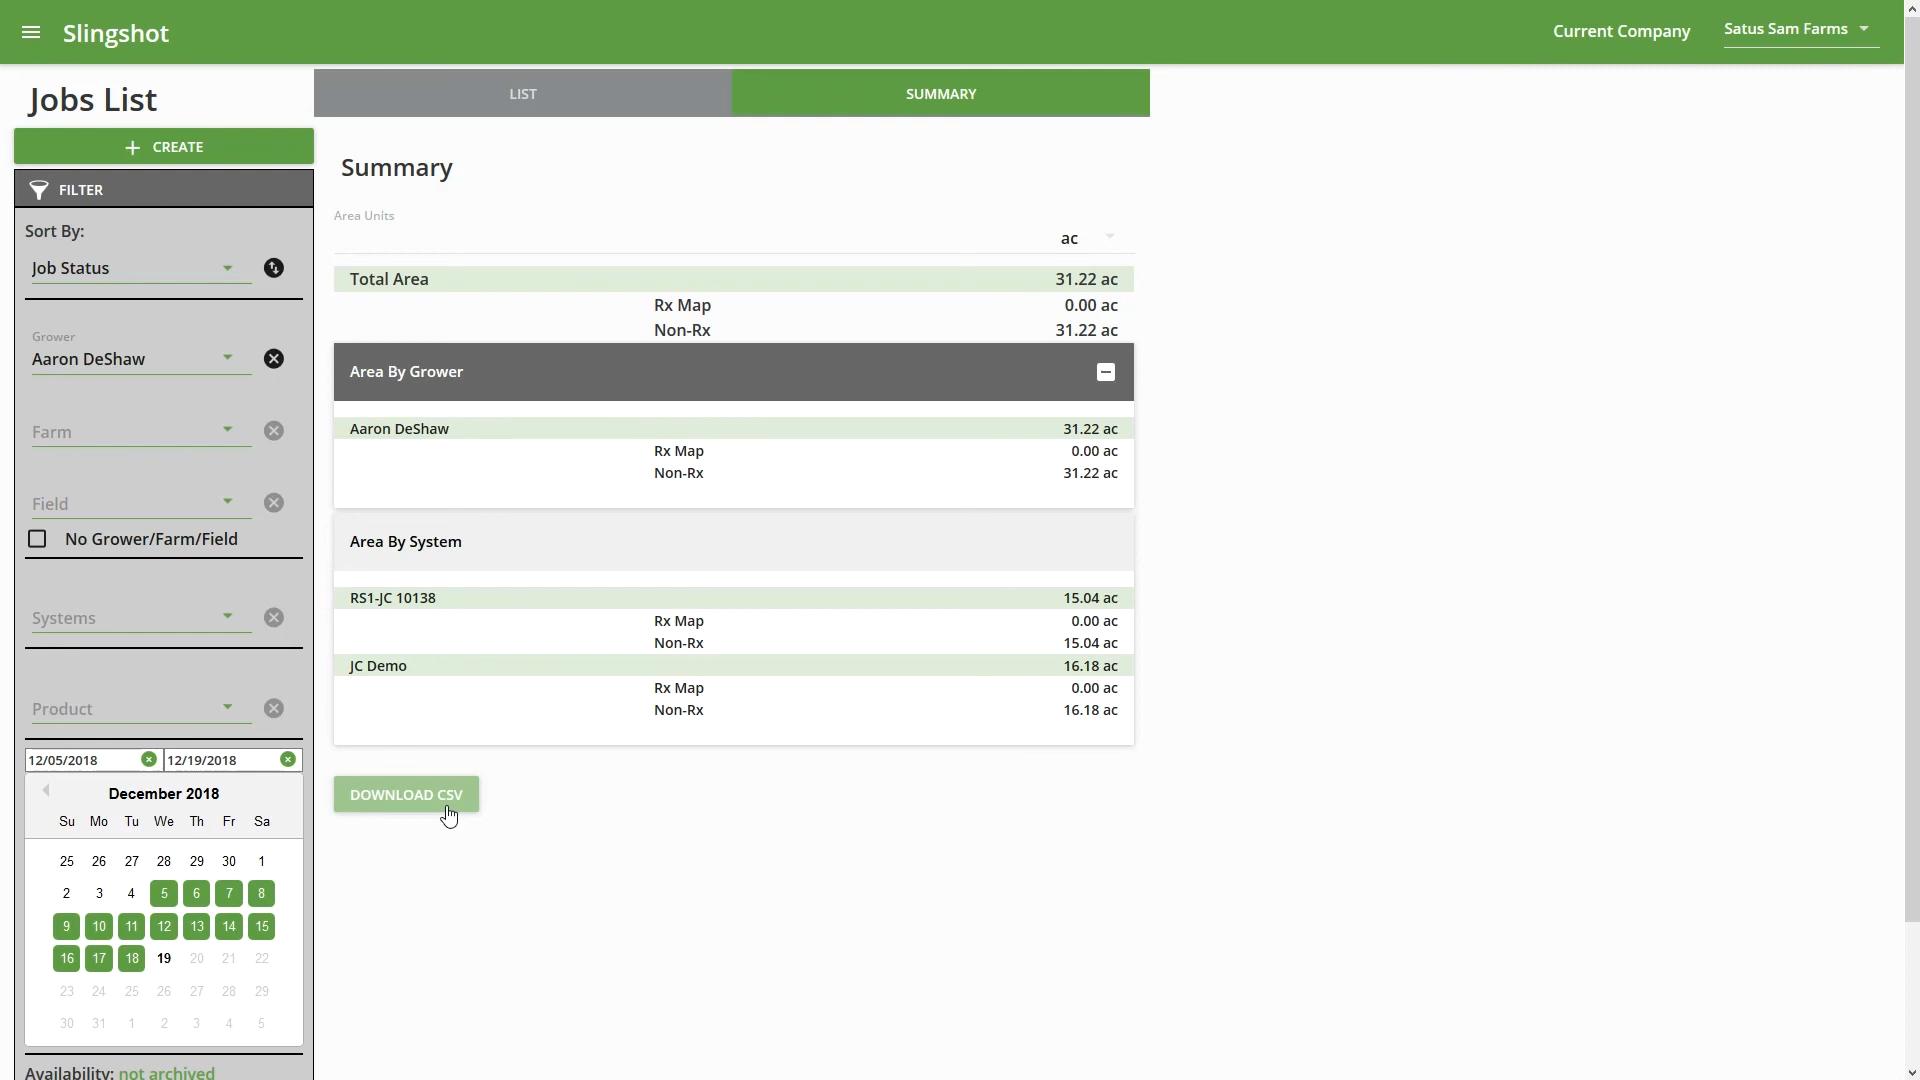 Slingshot
Current Company
Satus Sam Farms
Jobs List
LIST
SUMMARY
CREATE
FILTER
Sort By:
Job Status
Grower
Aaron DeShaw
Farm
Field
No Grower/Farm/Field
Systems
Product
12/05/2018
12/19/2018
December 2018
Su Mo Tu We Th Fr Sa
25 26 27 28 29 30 1
2 3 4 5 6 7 8
9 10 11 12 13 14 15
16 17 18 19 20 21 22
23 24 25 26 27 28 29
30 31 1 2 3 4 5
Availability: not archived
Summary
Area Units
ac
Total Area 31.22 ac
Rx Map 0.00 ac
Non-Rx 31.22 ac
Area By Grower
Aaron DeShaw 31.22 ac
Rx Map 0.00 ac
Non-Rx 31.22 ac
Area By System
RS1-JC 10138 15.04 ac
Rx Map 0.00 ac
Non-Rx 15.04 ac
JC Demo 16.18 ac
Rx Map 0.00 ac
Non-Rx 16.18 ac
DOWNLOAD CSV